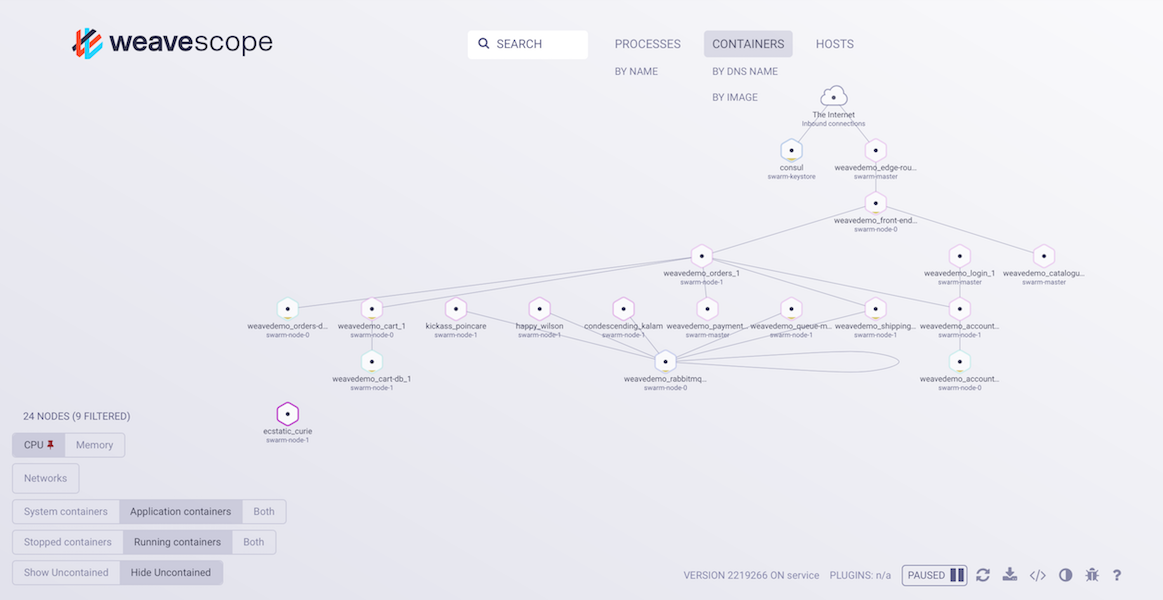 weavescope
SEARCH
PROCESSES
CONTAINERS
HOSTS
BY NAME
BY DNS NAME
BY IMAGE
The Internet
Inbound connections
consul
swarm-keystore
weavedemo_edge-rou...
swarm-master
weavedemo_front-end...
swarm-node-0
weavedemo_orders_1
swarm-node-1
weavedemo_login_1
swarm-master
weavedemo_catalogu...
swarm-master
weavedemo_orders-d...
swarm-node-0
weavedemo_cart_1
swarm-node-0
kickass_poincare
swarm-node-1
happy_wilson
swarm-node-1
condescending_kalam
swarm-node-1
weavedemo_payment...
swarm-master
weavedemo_queue-m...
swarm-node-1
weavedemo_shipping...
swarm-node-0
weavedemo_account...
swarm-node-1
weavedemo_cart-db_1
swarm-node-1
weavedemo_rabbitmq...
swarm-node-0
weavedemo_account...
swarm-node-0
ecstatic_curie
swarm-node-1
24 NODES (9 FILTERED)
CPU
Memory
Networks
System containers
Application containers
Both
Stopped containers
Running containers
Both
Show Uncontained
Hide Uncontained
VERSION 2219266 ON service
PLUGINS: n/a
PAUSED